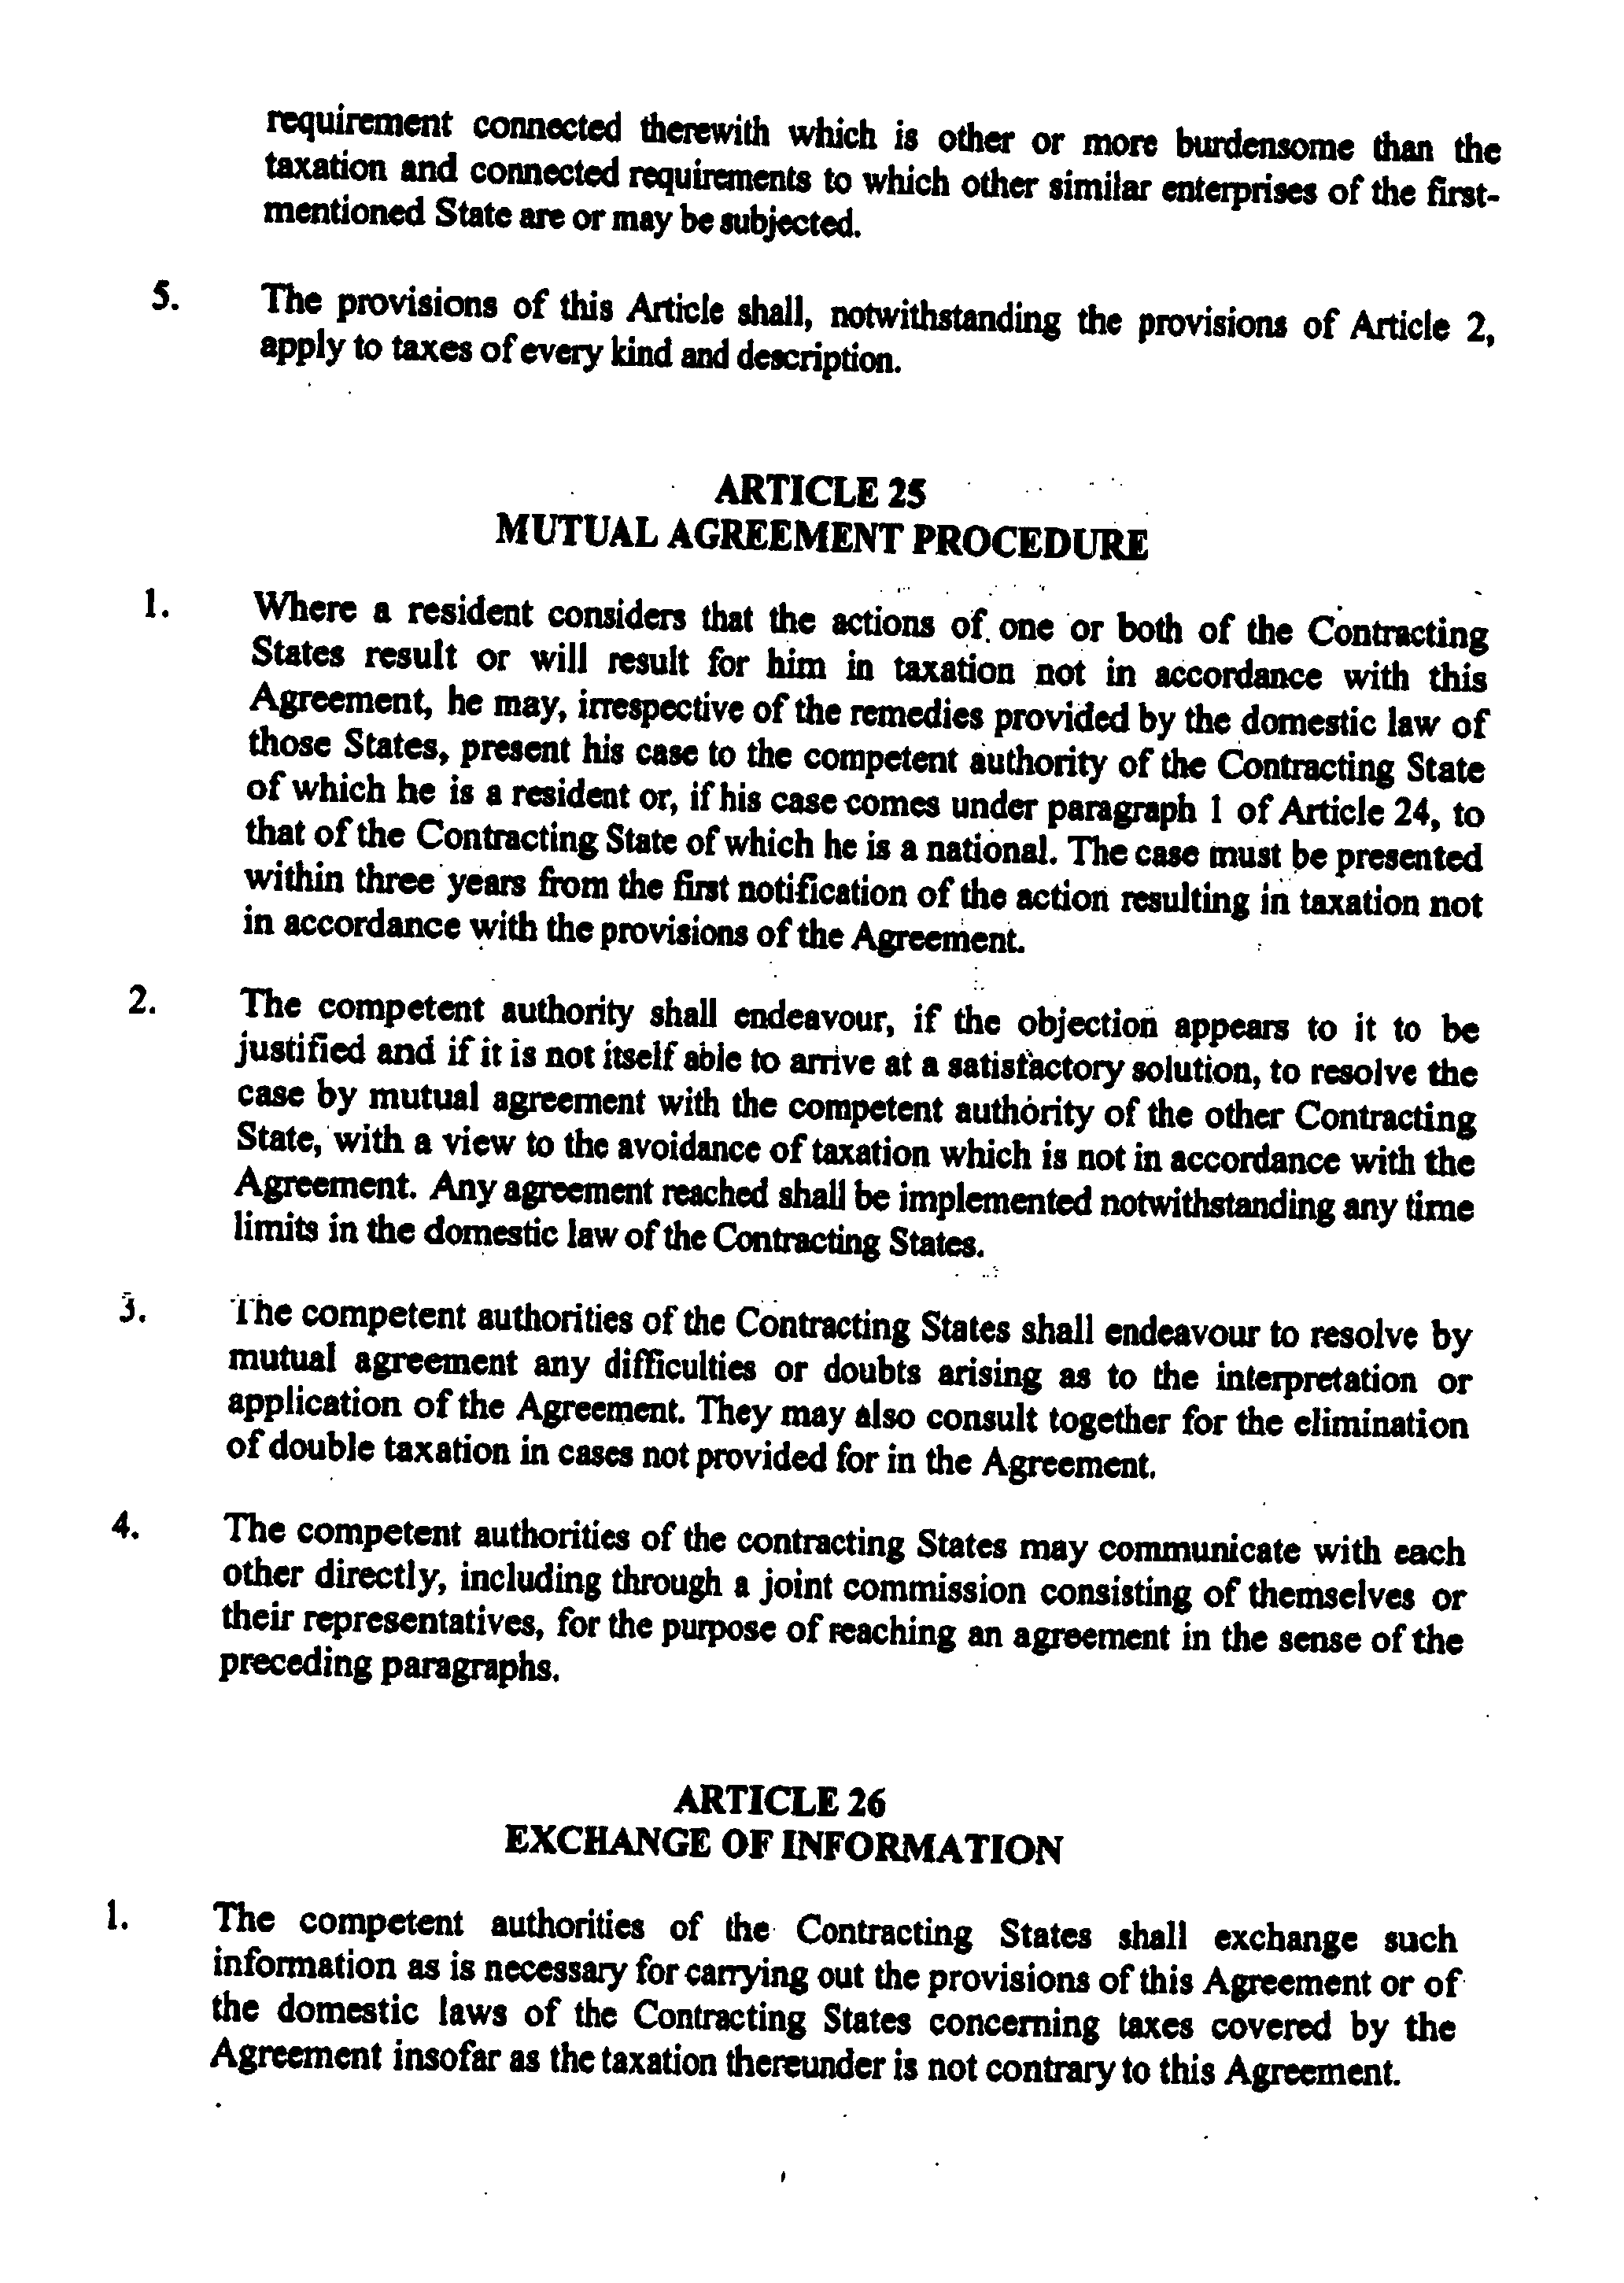 requirement connected therewith which is other or more burdensome than the
taxation and connected requirements to which other similar enterprises of the first-
mentioned State are or may be subjected.
5. The provisions of this Article shall, notwithstanding the provisions of Article 2,
apply to taxes of every kind and description.
ARTICLE 25
MUTUAL AGREEMENT PROCEDURE
1. Where a resident considers that the actions of one or both of the Contracting
States result or will result for him in taxation not in accordance with this
Agreement, he may, irrespective of the remedies provided by the domestic law of
those States, present his case to the competent authority of the Contracting State
of which he is a resident or, if his case comes under paragraph 1 of Article 24, to
that of the Contracting State of which he is a national. The case must be presented
within three years from the first notification of the action resulting in taxation not
in accordance with the provisions of the Agreement.
2. The competent authority shall endeavour, if the objection appears to it to be
justified and if it is not itself able to arrive at a satisfactory solution, to resolve the
case by mutual agreement with the competent authority of the other Contracting
State, with a view to the avoidance of taxation which is not in accordance with the
Agreement. Any agreement reached shall be implemented notwithstanding any time
limits in the domestic law of the Contracting States.
3. The competent authorities of the Contracting States shall endeavour to resolve by
mutual agreement any difficulties or doubts arising as to the interpretation or
application of the Agreement. They may also consult together for the elimination
of double taxation in cases not provided for in the Agreement.
4. The competent authorities of the contracting States may communicate with each
other directly, including through a joint commission consisting of themselves or
their representatives, for the purpose of reaching an agreement in the sense of the
preceding paragraphs.
ARTICLE 26
EXCHANGE OF INFORMATION
1. The competent authorities of the Contracting States shall exchange such
information as is necessary for carrying out the provisions of this Agreement or of
the domestic laws of the Contracting States concerning taxes covered by the
Agreement insofar as the taxation thereunder is not contrary to this Agreement.